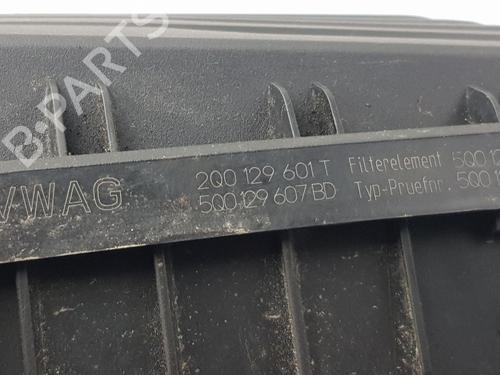 B-PARTS
VWAG
2Q0 129 601 T Filterelement 5Q0
5Q0 129 607 BD Typ-Pruefnr. 5Q0